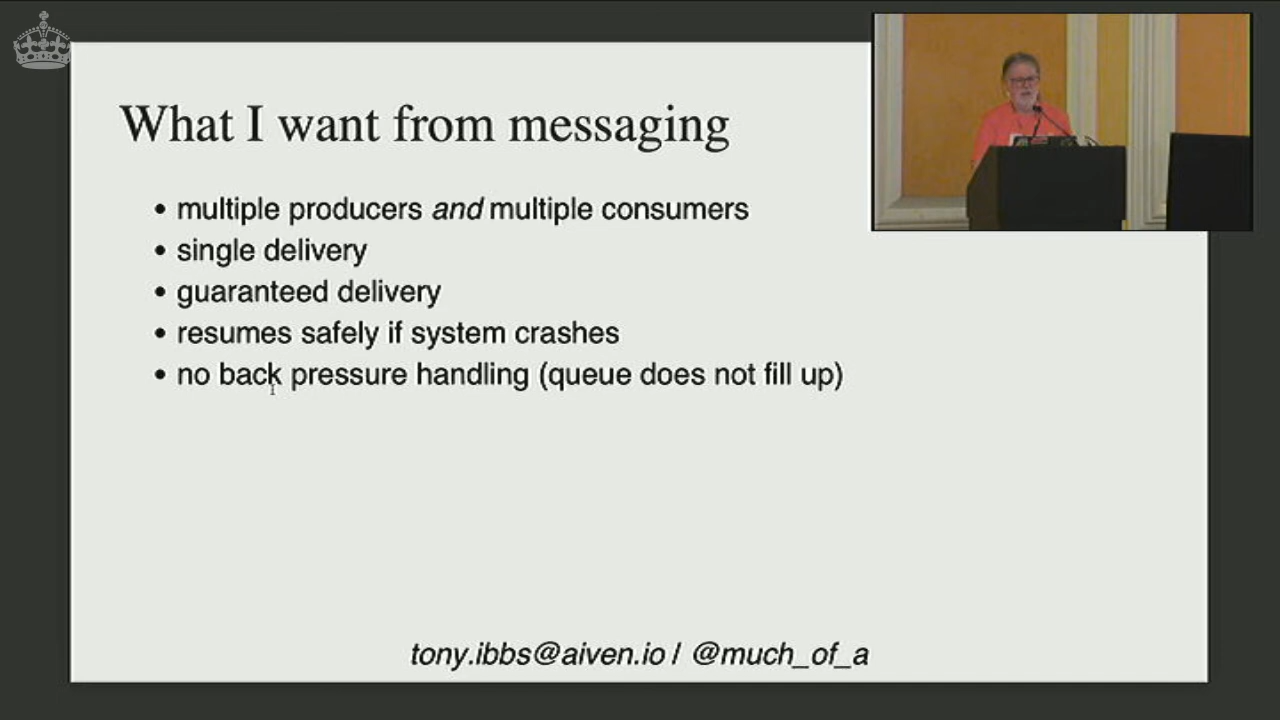 What I want from messaging
• multiple producers and multiple consumers
• single delivery
• guaranteed delivery
• resumes safely if system crashes
• no back pressure handling (queue does not fill up)
tony.ibbs@aiven.io / @much_of_a